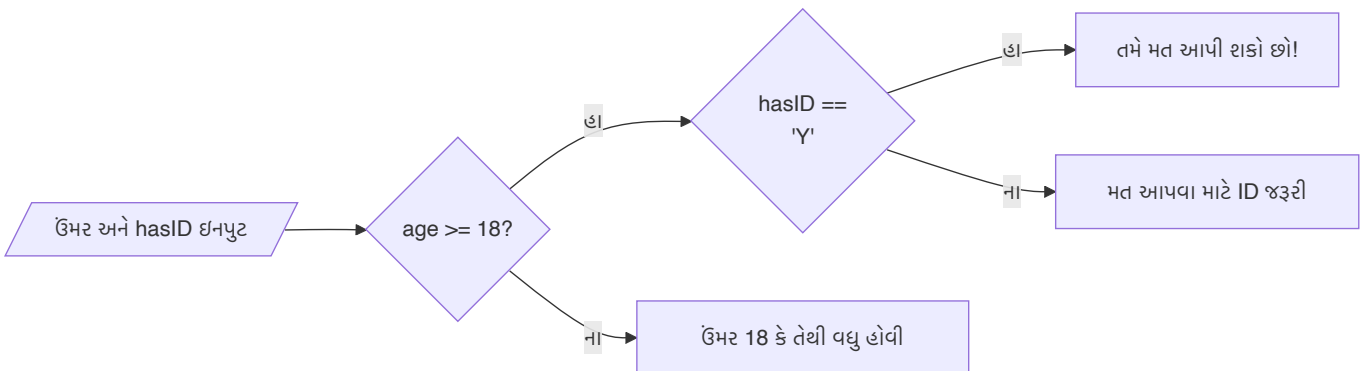 ઉંમર અને hasID ઇનપુટ
age >= 18?
હા
ના
hasID ==
'Y'
હા
ના
તમે મત આપી શકો છો!
મત આપવા માટે ID જરૂરી
ઉંમર 18 કે તેથી વધુ હોવી